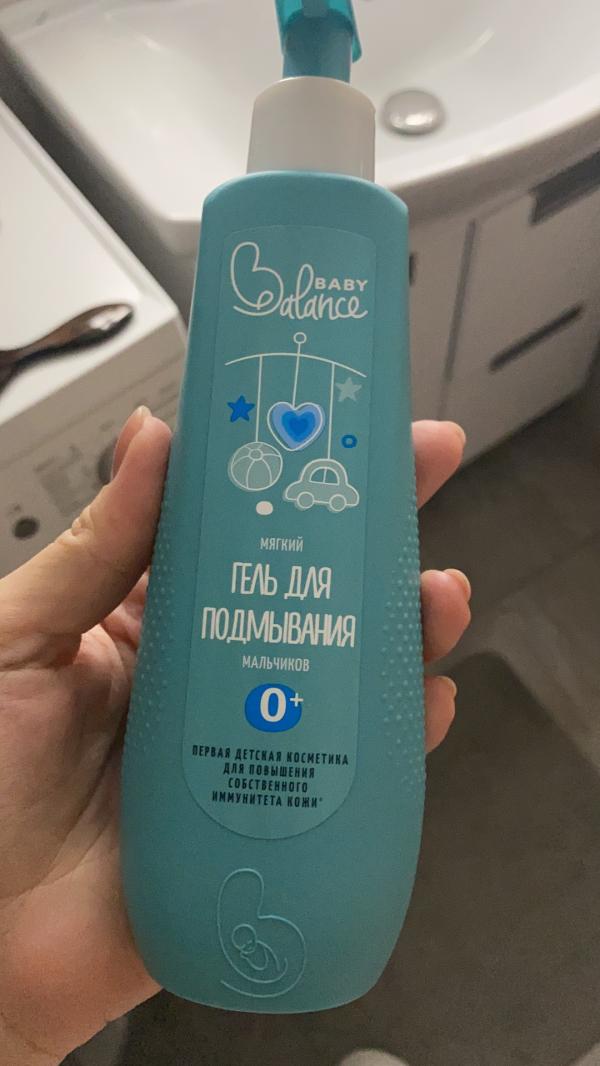 BABY
Balance
МЯГКИЙ
ГЕЛЬ ДЛЯ
ПОДМЫВАНИЯ
МАЛЬЧИКОВ
0+
ПЕРВАЯ ДЕТСКАЯ КОСМЕТИКА
ДЛЯ ПОВЫШЕНИЯ
СОБСТВЕННОГО
ИММУНИТЕТА КОЖИ*